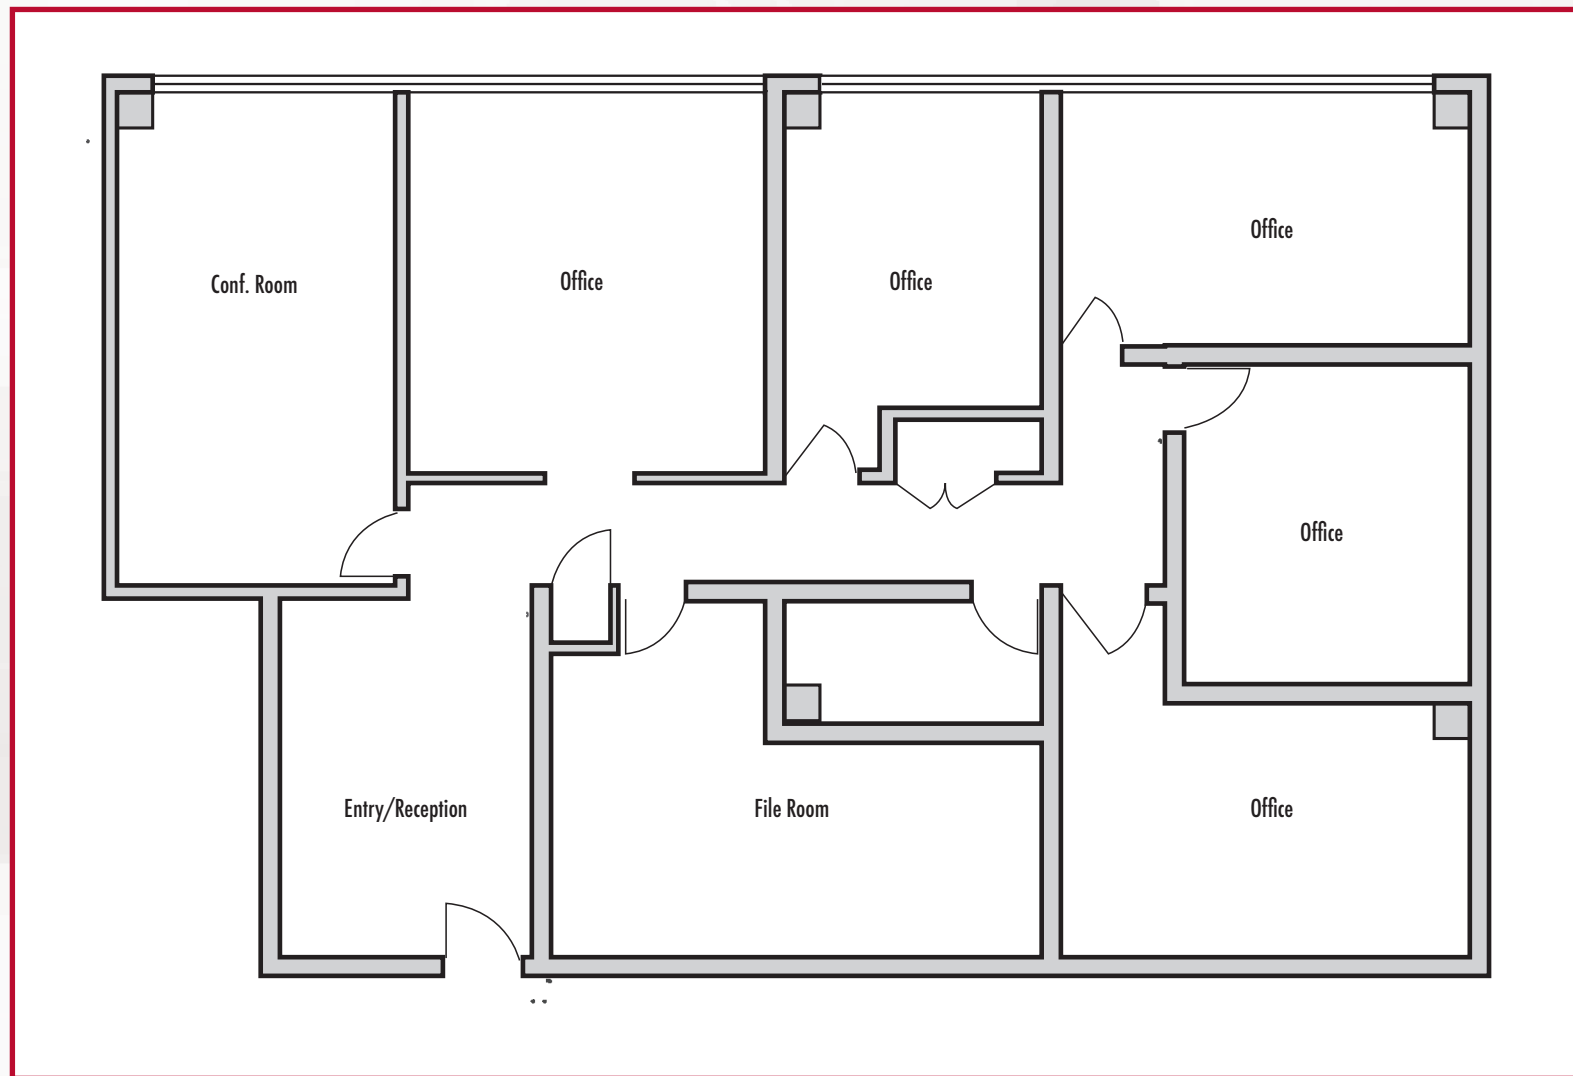 Office
Conf. Room
Office
Office
Office
Entry/Reception
File Room
Office